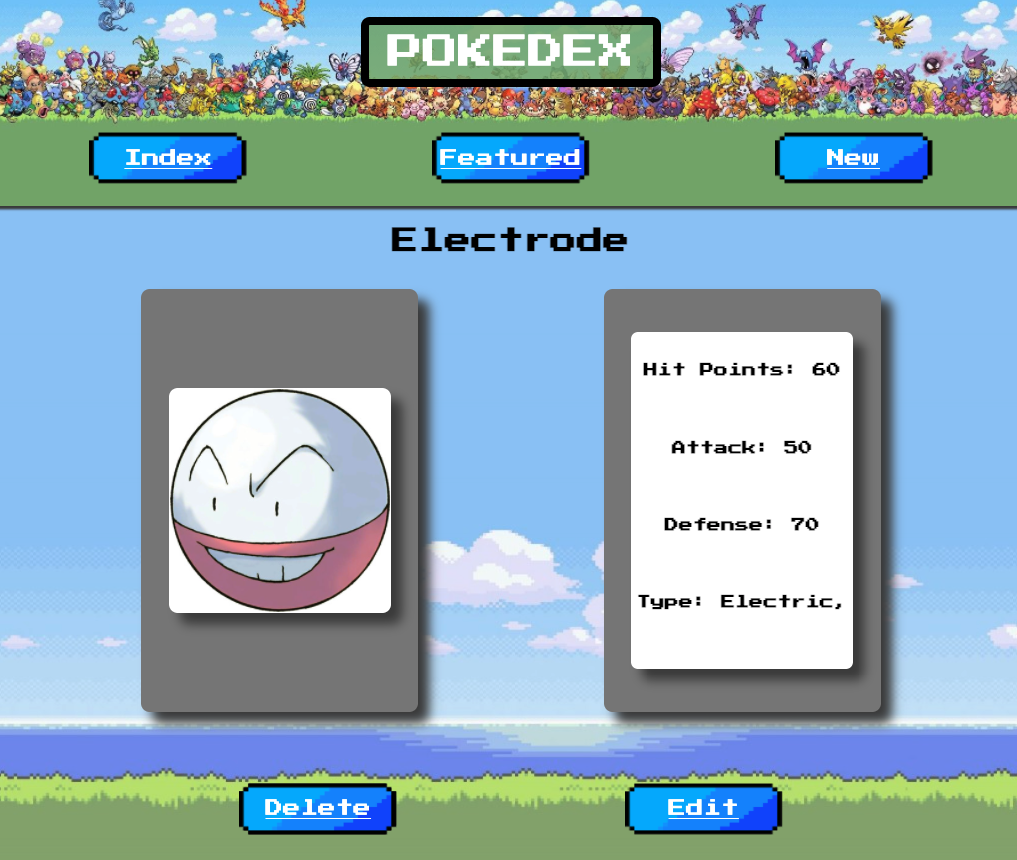 POKEDEX
Index
Featured
New
Electrode
Hit Points: 60
Attack: 50
Defense: 70
Type: Electric,
Delete
Edit